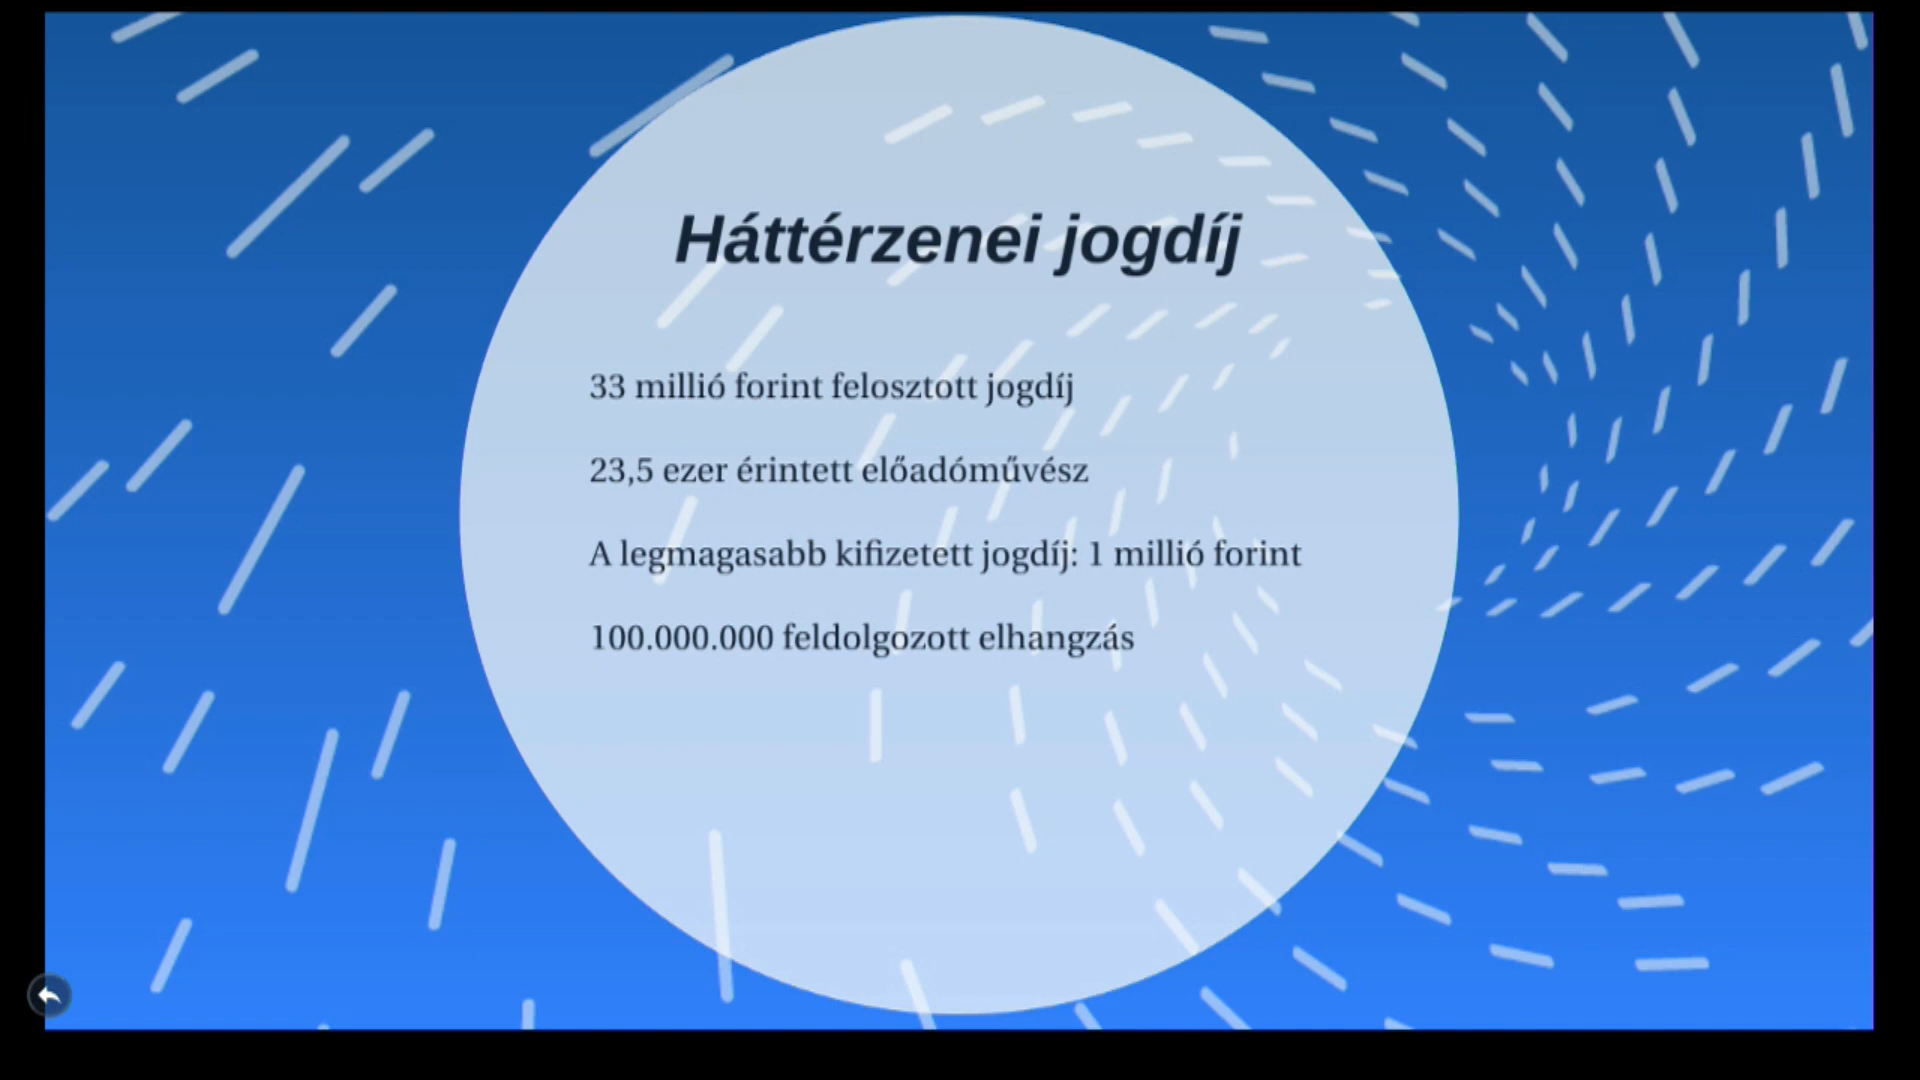 Háttérzenei jogdíj
33 millió forint felosztott jogdíj
23,5 ezer érintett előadóművész
A legmagasabb kifizetett jogdíj: 1 millió forint
100.000.000 feldolgozott elhangzás